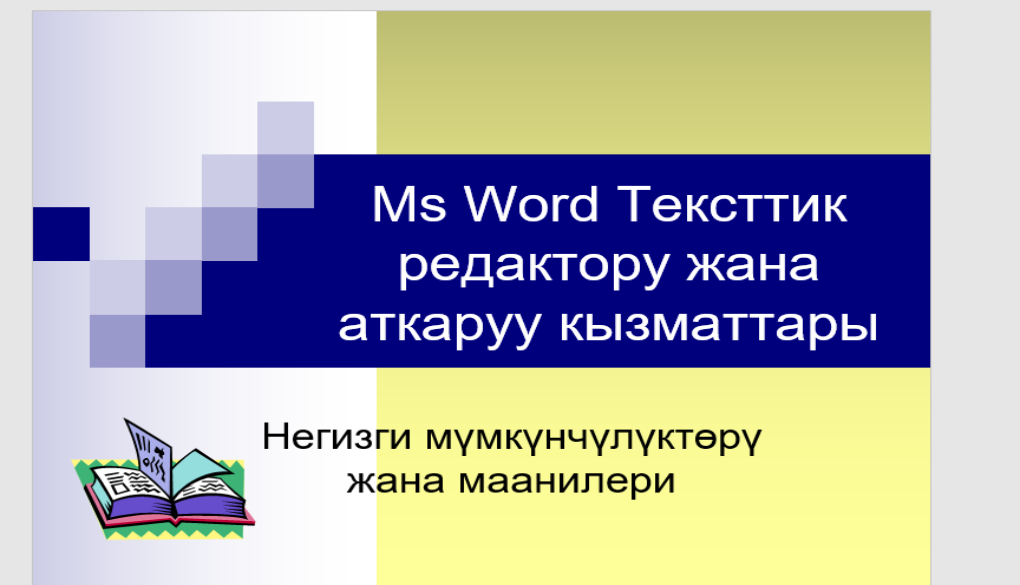 Ms Word Тексттик
редактору жана
аткаруу кызматтары
Негизги мүмкүнчүлүктөрү
жана маанилери